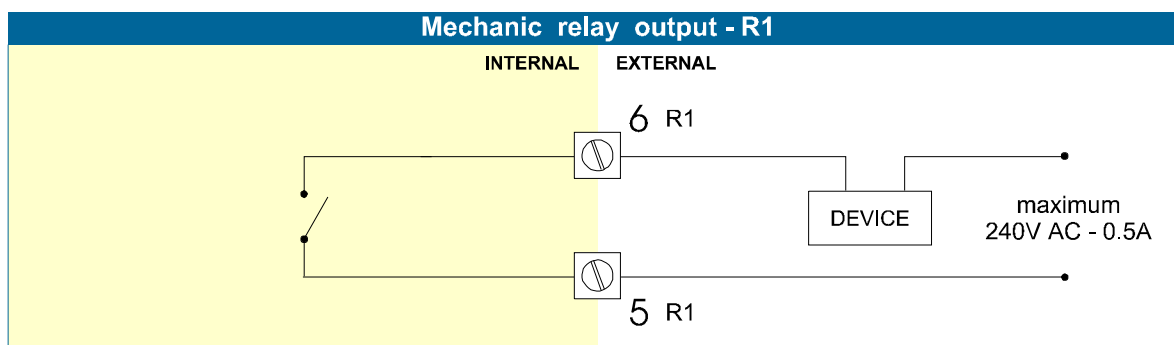 Mechanic relay output - R1
INTERNAL EXTERNAL
6 R1
DEVICE
maximum
240V AC - 0.5A
5 R1